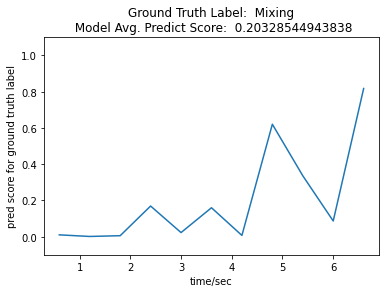 Ground Truth Label:  Mixing
Model Avg. Predict Score:  0.20328544943838
pred score for ground truth label
1.0
0.8
0.6
0.4
0.2
0.0
1 2 3 4 5 6
time/sec